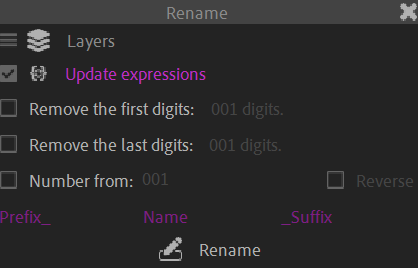 Rename
Layers
Update expressions
Remove the first digits: 001 digits.
Remove the last digits: 001 digits.
Number from: 001 Reverse
Prefix_ Name _Suffix
Rename